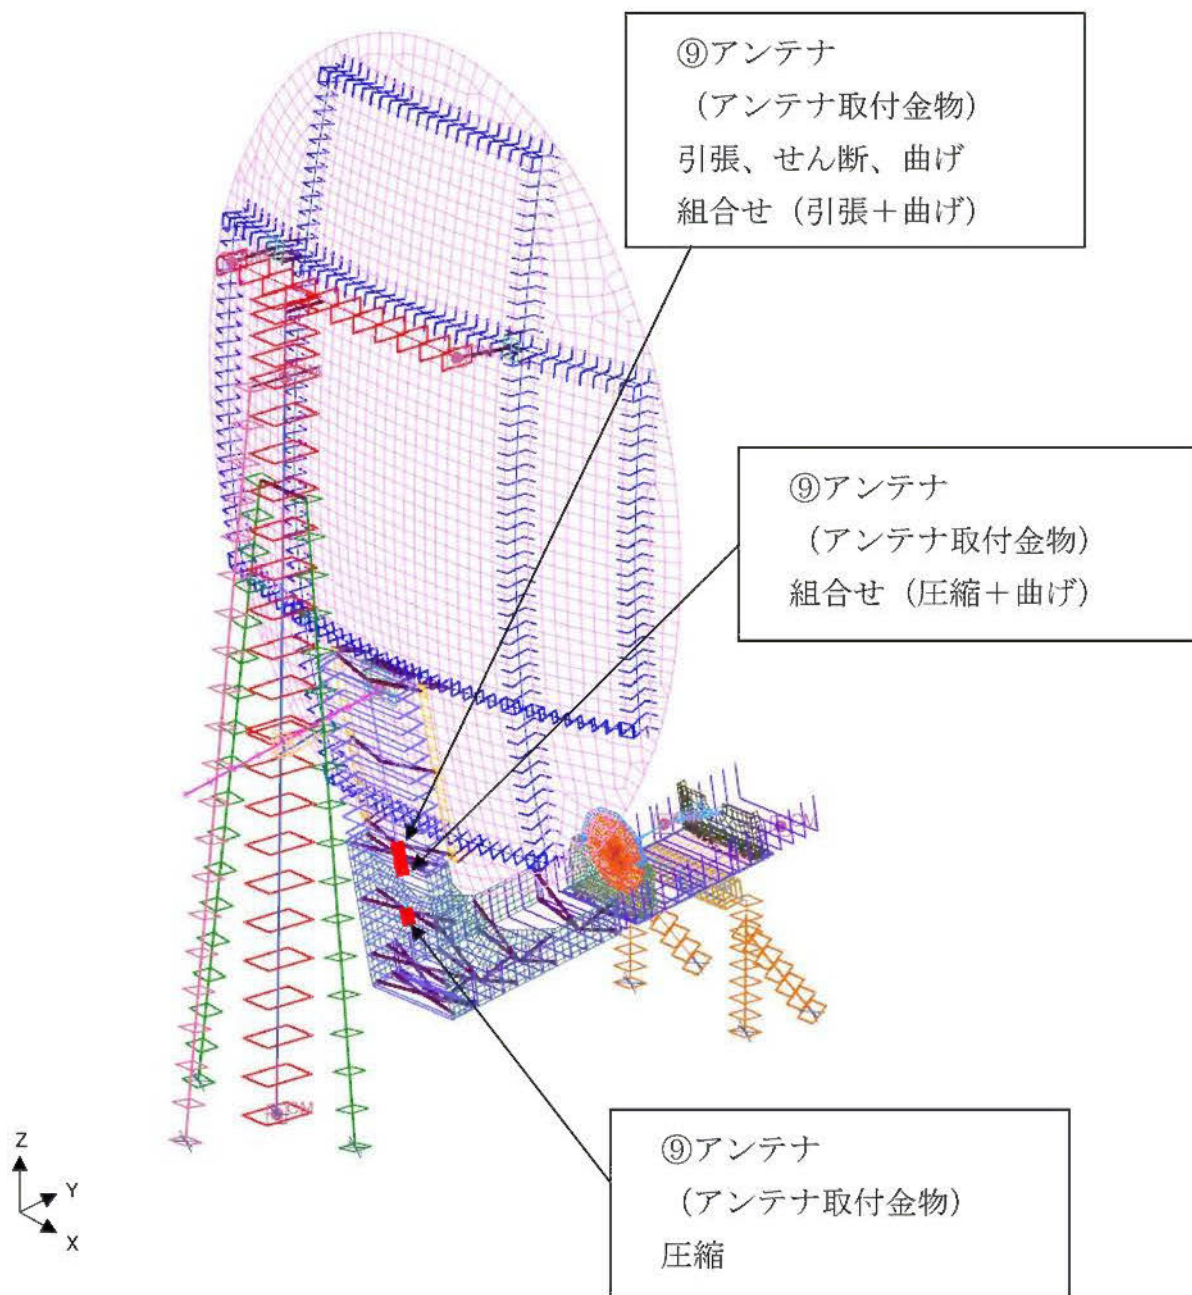 ⑨アンテナ
（アンテナ取付金物）
引張、せん断、曲げ
組合せ（引張＋曲げ）
⑨アンテナ
（アンテナ取付金物）
組合せ（圧縮＋曲げ）
⑨アンテナ
（アンテナ取付金物）
圧縮
Z
Y
X